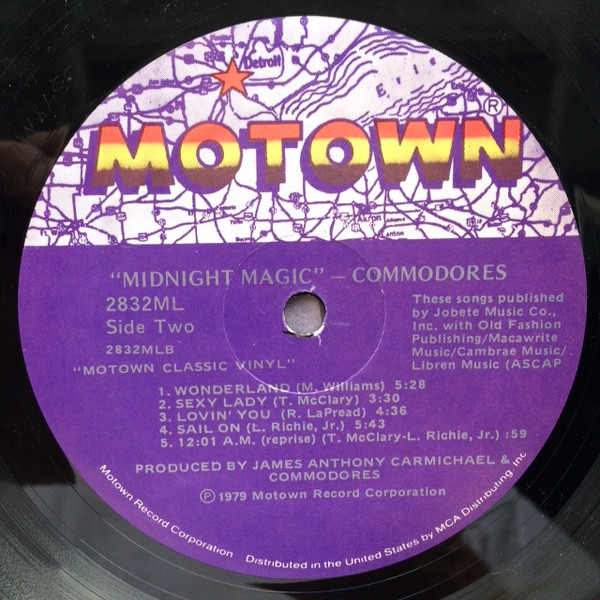 Detroit
Erie
®
MOTOWN
Akron
Canton
"MIDNIGHT MAGIC" – COMMODORES
2832ML
Side Two
2832MLB
"MOTOWN CLASSIC VINYL"
These songs published
by Jobete Music Co.,
Inc. with Old Fashion
Publishing/Macawrite
Music/Cambrae Music/.
Libren Music (ASCAP
1. WONDERLAND (M. Williams) 5:28
2. SEXY LADY (T. McClary) 3:30
3. LOVIN' YOU (R. LaPread) 4:36
4. SAIL ON (L. Richie, Jr.) 5:43
5. 12:01 A.M. (reprise) (T. McClary-L. Richie, Jr.) :59
PRODUCED BY JAMES ANTHONY CARMICHAEL &
COMMODORES
℗ 1979 Motown Record Corporation
Motown Record Corporation Distributed in the United States by MCA Distributing Inc